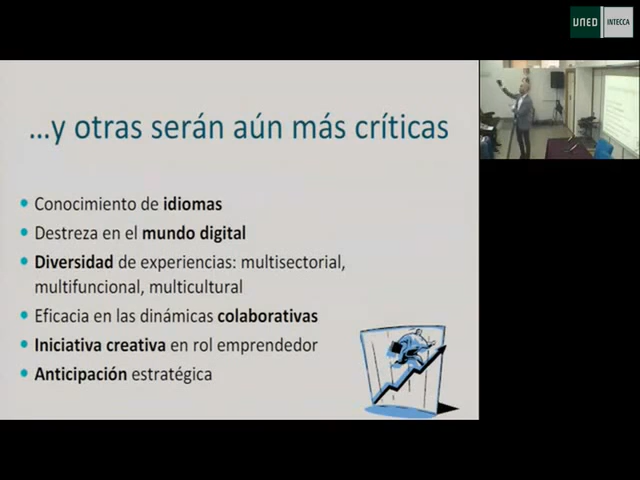 UNED
INTECCA
...y otras serán aún más críticas
Conocimiento de idiomas
Destreza en el mundo digital
Diversidad de experiencias: multisectorial,
multifuncional, multicultural
Eficacia en las dinámicas colaborativas
Iniciativa creativa en rol emprendedor
Anticipación estratégica